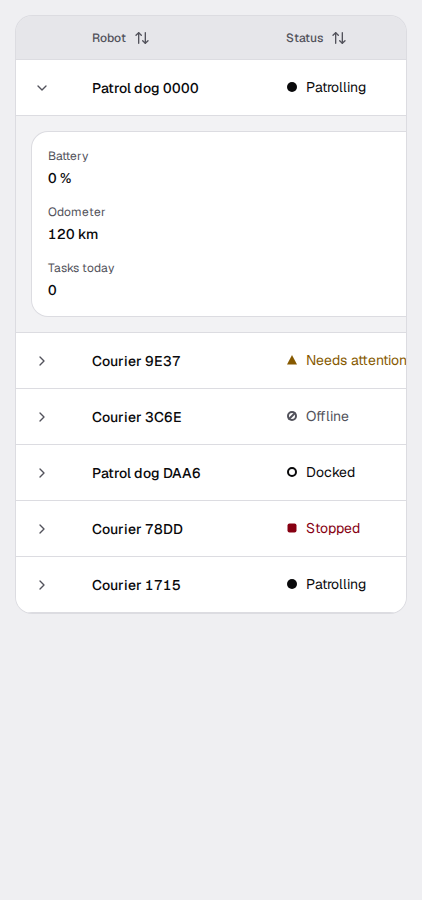 Robot Status
Patrol dog 0000 Patrolling
Battery
0 %
Odometer
120 km
Tasks today
0
Courier 9E37 Needs attention
Courier 3C6E Offline
Patrol dog DAA6 Docked
Courier 78DD Stopped
Courier 1715 Patrolling